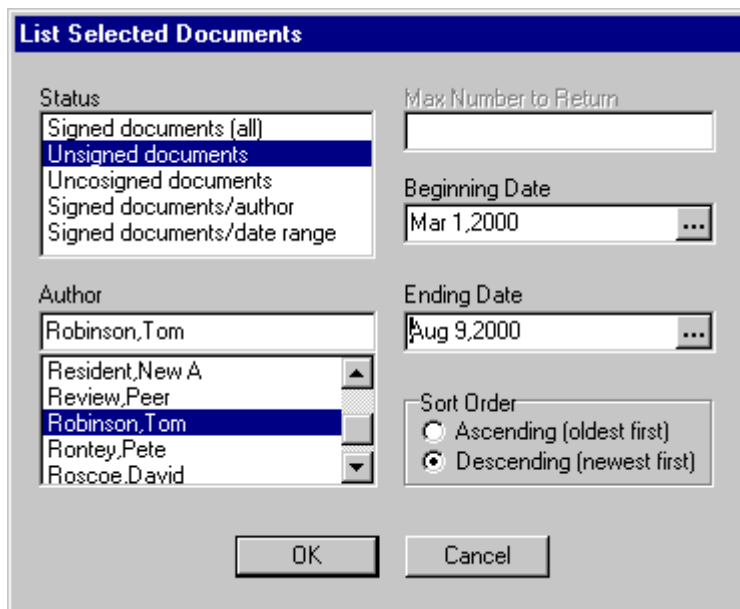 List Selected Documents
Status
Signed documents (all)
Unsigned documents
Uncosigned documents
Signed documents/author
Signed documents/date range
Max Number to Return
Beginning Date
Mar 1,2000
...
Author
Robinson,Tom
Resident,New A
Review,Peer
Robinson,Tom
Rontey,Pete
Roscoe,David
Ending Date
Aug 9,2000
...
Sort Order
Ascending (oldest first)
Descending (newest first)
OK
Cancel